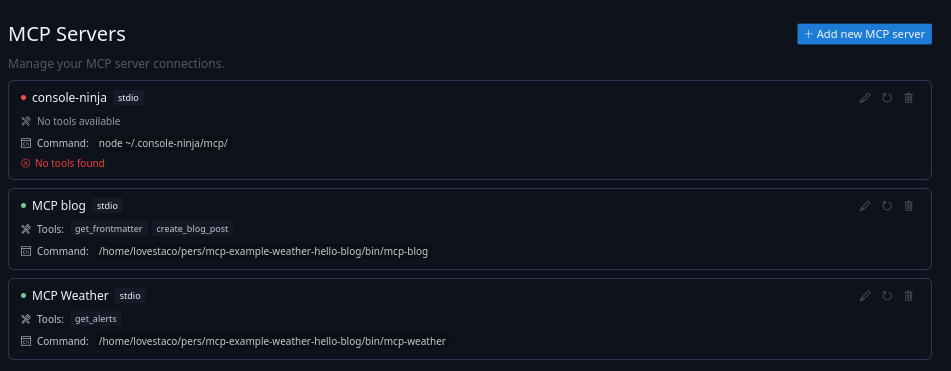 MCP Servers
+ Add new MCP server
Manage your MCP server connections.
console-ninja stdio
No tools available
Command: node ~/.console-ninja/mcp/
No tools found
MCP blog stdio
Tools: get_frontmatter create_blog_post
Command: /home/lovestaco/pers/mcp-example-weather-hello-blog/bin/mcp-blog
MCP Weather stdio
Tools: get_alerts
Command: /home/lovestaco/pers/mcp-example-weather-hello-blog/bin/mcp-weather